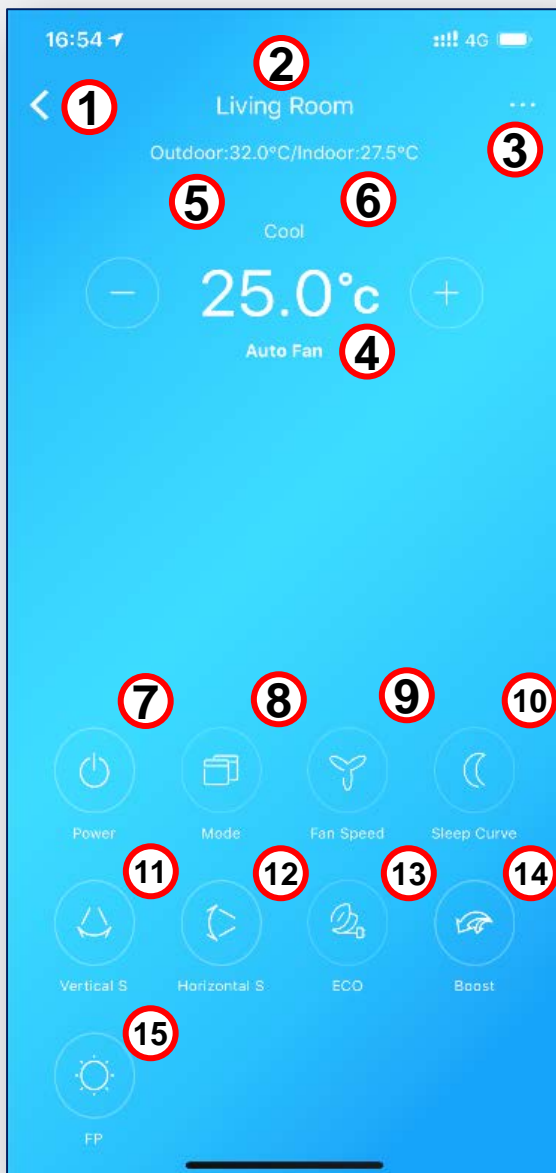 16:54 4G
2
1 Living Room ...
3
Outdoor:32.0°C/Indoor:27.5°C
5 6
Cool
− 25.0°c +
Auto Fan 4
7 8 9 10
Power Mode Fan Speed Sleep Curve
11 12 13 14
Vertical S Horizontal S ECO Boost
15
FP